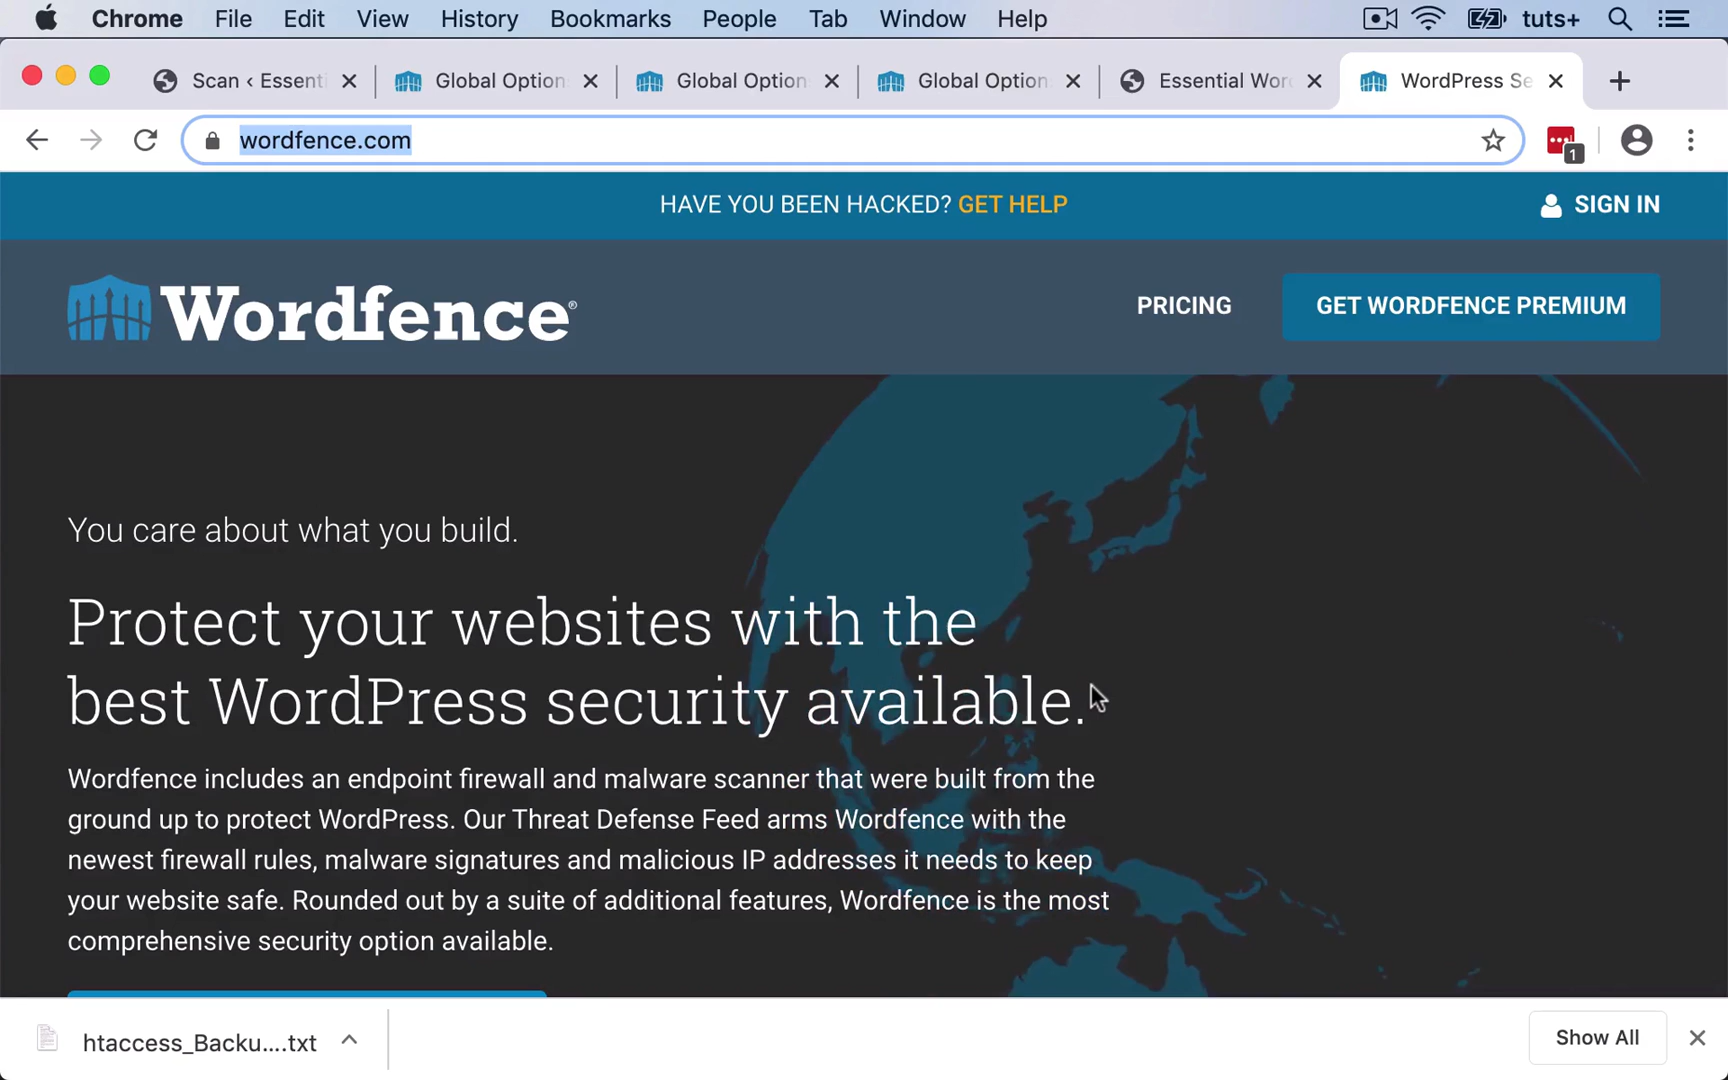 Chrome File Edit View History Bookmarks People Tab Window Help tuts+
Scan ‹ Essenti Global Option Global Option Global Option Essential Wor WordPress Se
wordfence.com
1
HAVE YOU BEEN HACKED? GET HELP
SIGN IN
Wordfence®
PRICING
GET WORDFENCE PREMIUM
You care about what you build.
Protect your websites with the
best WordPress security available.
Wordfence includes an endpoint firewall and malware scanner that were built from the
ground up to protect WordPress. Our Threat Defense Feed arms Wordfence with the
newest firewall rules, malware signatures and malicious IP addresses it needs to keep
your website safe. Rounded out by a suite of additional features, Wordfence is the most
comprehensive security option available.
htaccess_Backu....txt
Show All